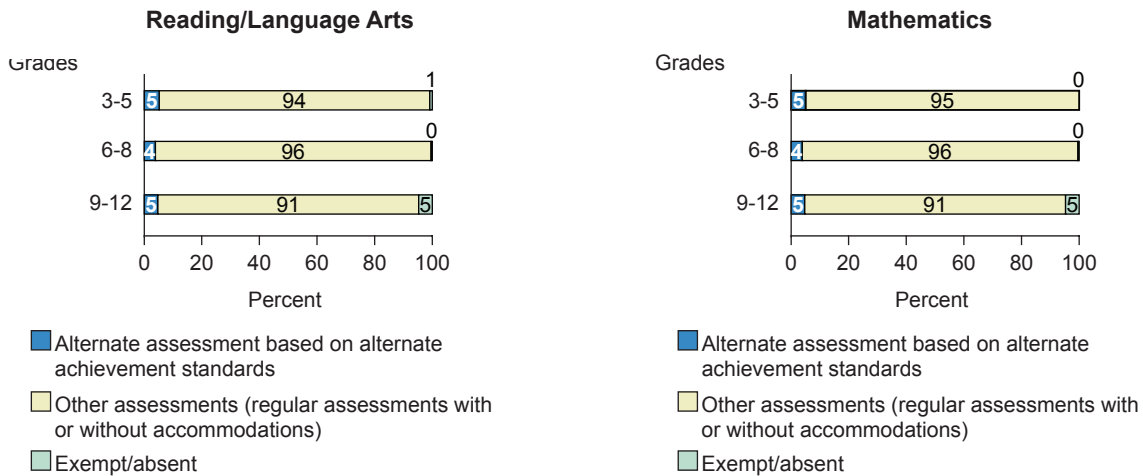 Reading/Language Arts
Grades
1
3-5 5 94
0
6-8 4 96
9-12 5 91 5
0 20 40 60 80 100
Percent
Alternate assessment based on alternate
achievement standards
Other assessments (regular assessments with
or without accommodations)
Exempt/absent
Mathematics
Grades
0
3-5 5 95
0
6-8 4 96
9-12 5 91 5
0 20 40 60 80 100
Percent
Alternate assessment based on alternate
achievement standards
Other assessments (regular assessments with
or without accommodations)
Exempt/absent